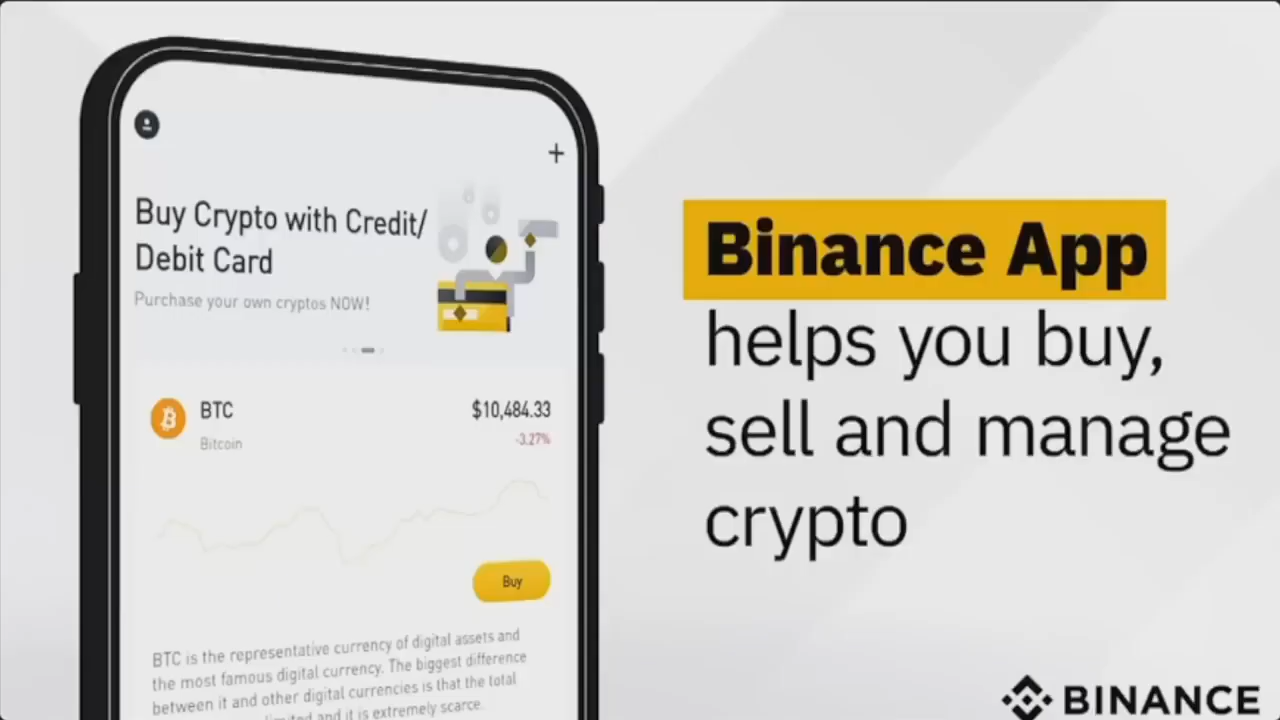 Buy Crypto with Credit/
Debit Card
Purchase your own cryptos NOW!
BTC
$10,484.33
Bitcoin
-3.27%
Buy
BTC is the representative currency of digital assets and
the most famous digital currency. The biggest difference
between it and other digital currencies is that the total
and it is extremely scarce.
Binance App
helps you buy,
sell and manage
crypto
BINANCE